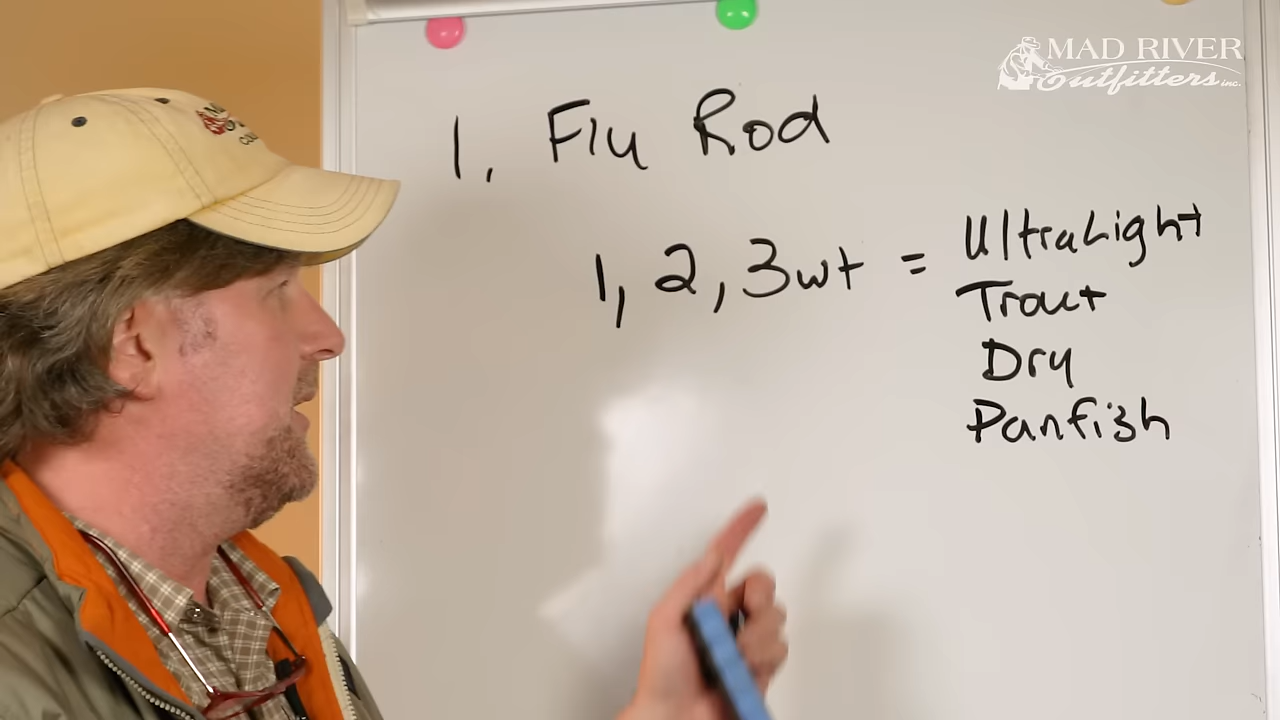 MAD RIVER
Outfitters inc.
1. Fly Rod
1, 2, 3wt = UltraLight
Trout
Dry
Panfish